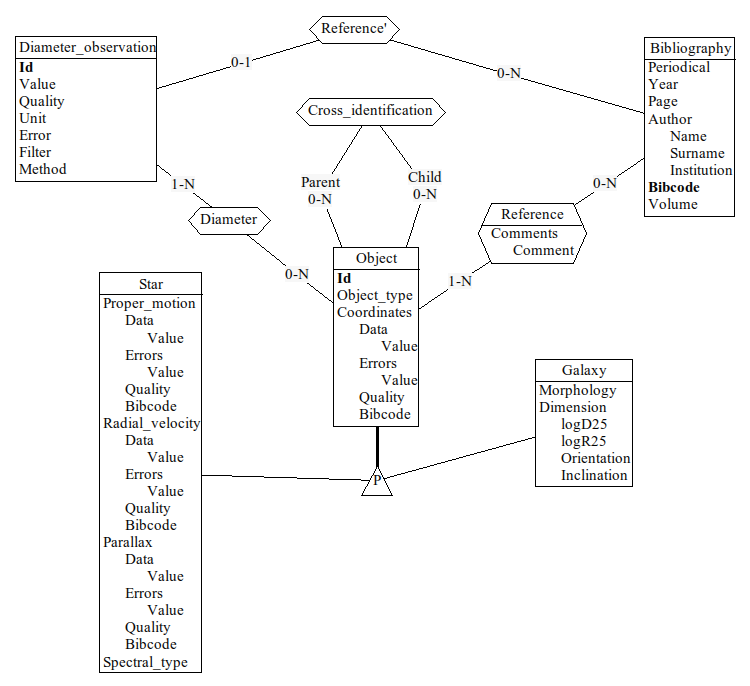 Reference'
Diameter_observation
Id
Value
Quality
Unit
Error
Filter
Method
0-1
0-N
Bibliography
Periodical
Year
Page
Author
Name
Surname
Institution
Bibcode
Volume
Cross_identification
Parent
0-N
Child
0-N
1-N
Diameter
0-N
0-N
Reference
Comments
Comment
1-N
Object
Id
Object_type
Coordinates
Data
Value
Errors
Value
Quality
Bibcode
Star
Proper_motion
Data
Value
Errors
Value
Quality
Bibcode
Radial_velocity
Data
Value
Errors
Value
Quality
Bibcode
Parallax
Data
Value
Errors
Value
Quality
Bibcode
Spectral_type
P
Galaxy
Morphology
Dimension
logD25
logR25
Orientation
Inclination